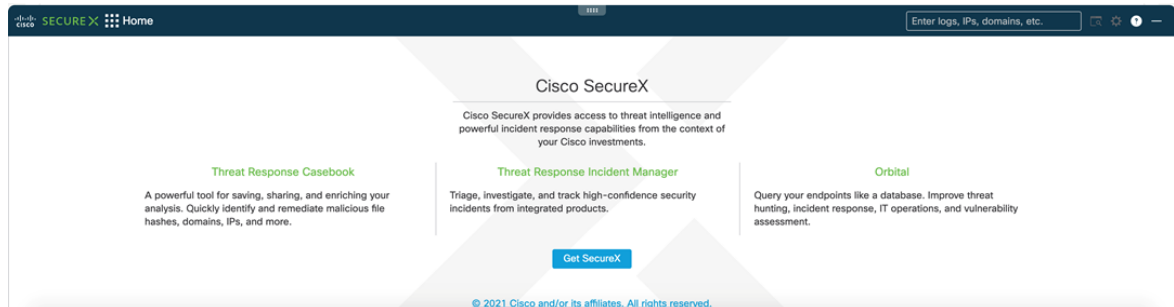 cisco SECUREX Home Enter logs, IPs, domains, etc. ?
Cisco SecureX
Cisco SecureX provides access to threat intelligence and
powerful incident response capabilities from the context of
your Cisco investments.
Threat Response Casebook
A powerful tool for saving, sharing, and enriching your
analysis. Quickly identify and remediate malicious file
hashes, domains, IPs, and more.
Threat Response Incident Manager
Triage, investigate, and track high-confidence security
incidents from integrated products.
Orbital
Query your endpoints like a database. Improve threat
hunting, incident response, IT operations, and vulnerability
assessment.
Get SecureX
© 2021 Cisco and/or its affiliates. All rights reserved.